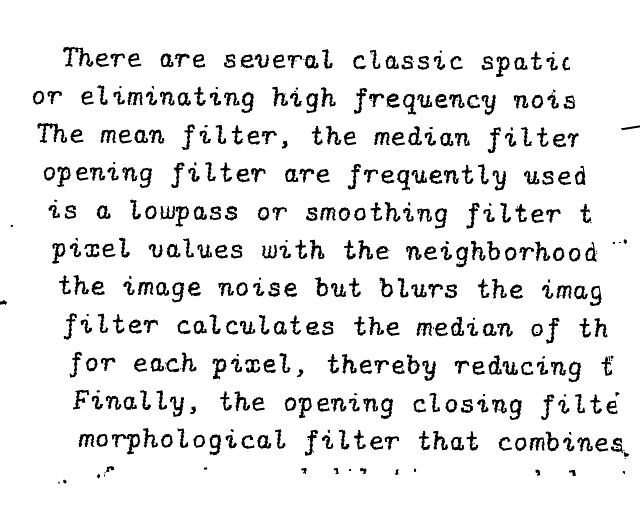 There are several classic spatic
or eliminating high frequency nois
The mean filter, the median filter
opening filter are frequently used
is a lowpass or smoothing filter t
pixel values with the neighborhood
the image noise but blurs the imag
filter calculates the median of th
for each pixel, thereby reducing t
Finally, the opening closing filte
morphological filter that combines